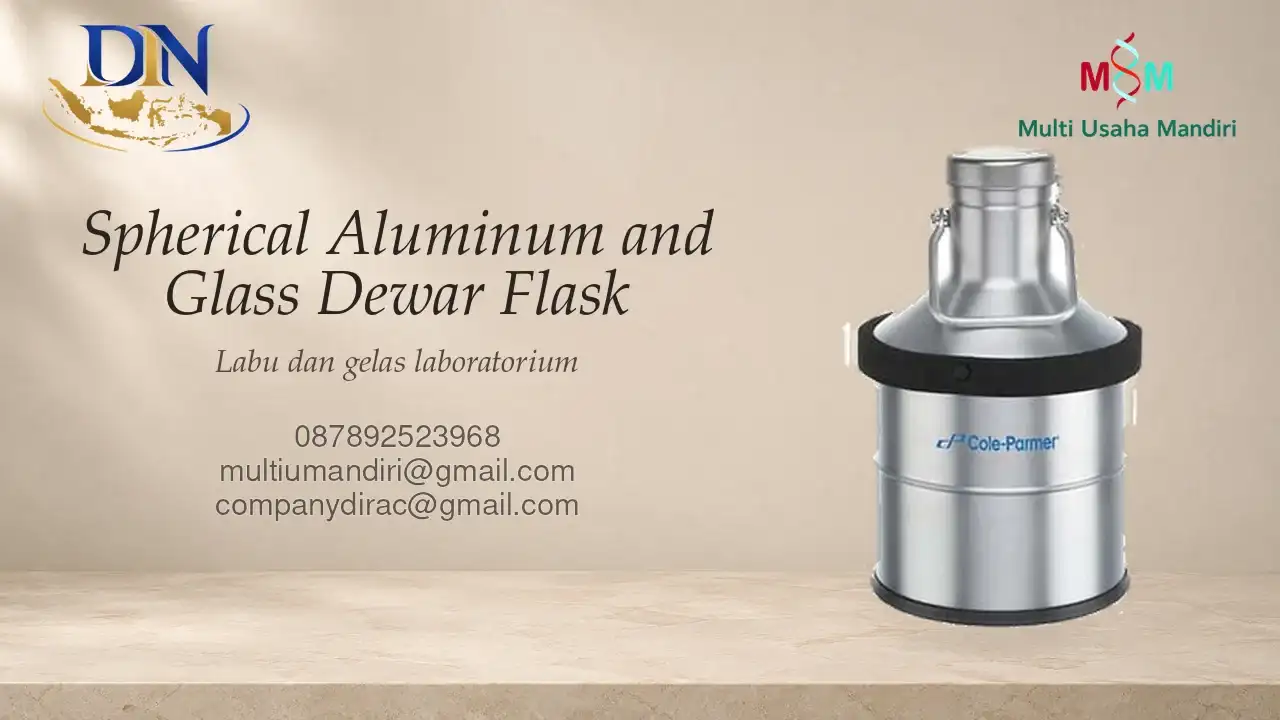 DN
MSM
Multi Usaha Mandiri
Spherical Aluminum and
Glass Dewar Flask
Labu dan gelas laboratorium
087892523968
multiumandiri@gmail.com
companydirac@gmail.com
cP Cole-Parmer